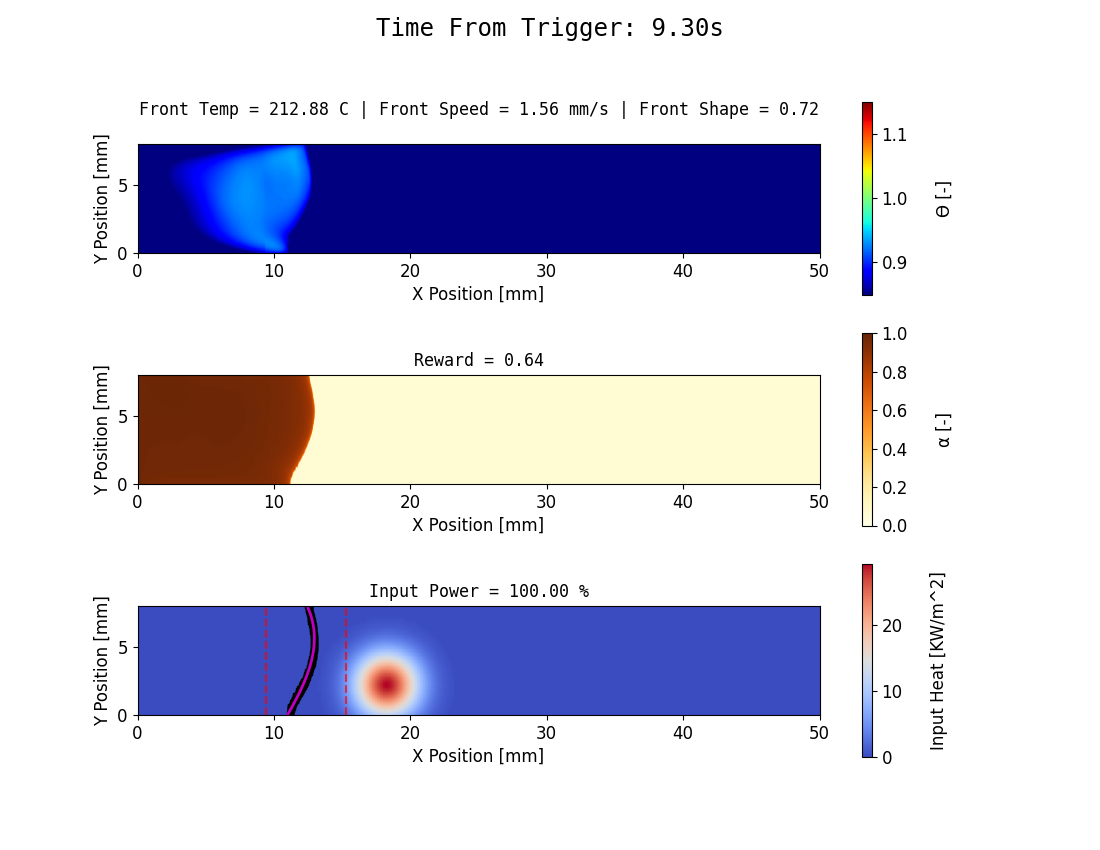 Time From Trigger: 9.30s
Front Temp = 212.88 C | Front Speed = 1.56 mm/s | Front Shape = 0.72
Y Position [mm]
5
0
0 10 20 30 40 50
X Position [mm]
1.1
1.0
0.9
Θ [-]
Reward = 0.64
Y Position [mm]
5
0
0 10 20 30 40 50
X Position [mm]
1.0
0.8
0.6
0.4
0.2
0.0
α [-]
Input Power = 100.00 %
Y Position [mm]
5
0
0 10 20 30 40 50
X Position [mm]
20
10
0
Input Heat [KW/m^2]